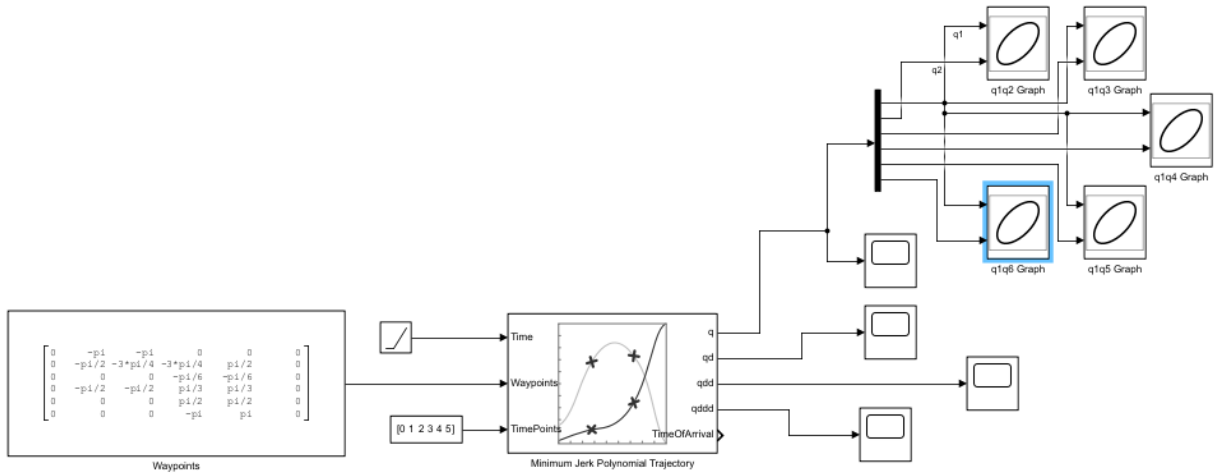 q1
q2
q1q2 Graph
q1q3 Graph
q1q4 Graph
q1q6 Graph
q1q5 Graph
0 -pi -pi 0 0 0
0 -pi/2 -3*pi/4 -3*pi/4 pi/2 0
0 0 0 -pi/6 -pi/6 0
0 -pi/2 -pi/2 pi/3 pi/3 0
0 0 0 pi/2 pi/2 0
0 0 0 -pi pi 0
Waypoints
[0 1 2 3 4 5]
Time
Waypoints
TimePoints
q
qd
qdd
qddd
TimeOfArrival
Minimum Jerk Polynomial Trajectory